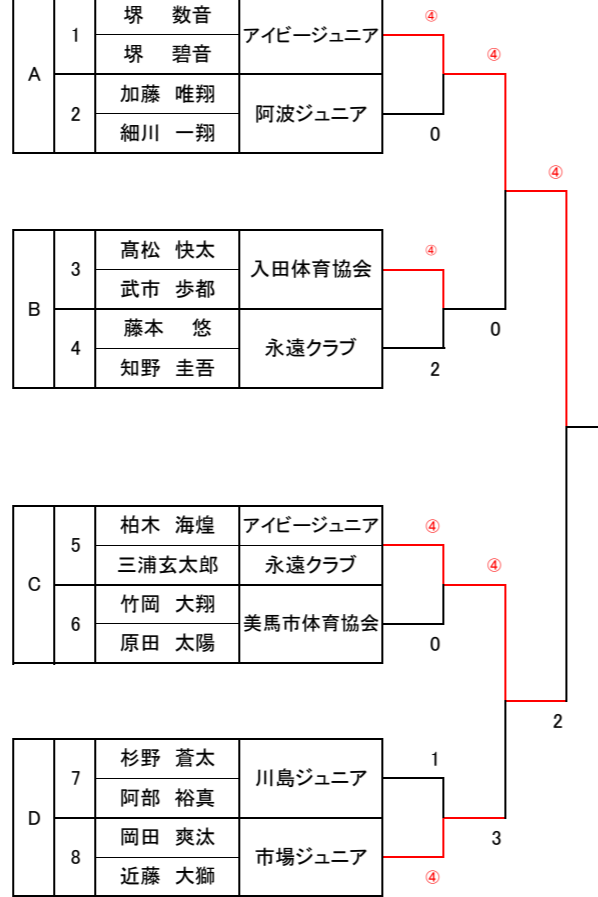 A
1
堺 数音
堺 碧音
アイビージュニア
④
④
2
加藤 唯翔
細川 一翔
阿波ジュニア
0
④
B
3
髙松 快太
武市 歩都
入田体育協会
④
0
4
藤本 悠
知野 圭吾
永遠クラブ
2
C
5
柏木 海煌
アイビージュニア
三浦玄太郎
永遠クラブ
④
④
6
竹岡 大翔
原田 太陽
美馬市体育協会
0
2
D
7
杉野 蒼太
阿部 裕真
川島ジュニア
1
3
8
岡田 爽汰
近藤 大獅
市場ジュニア
④